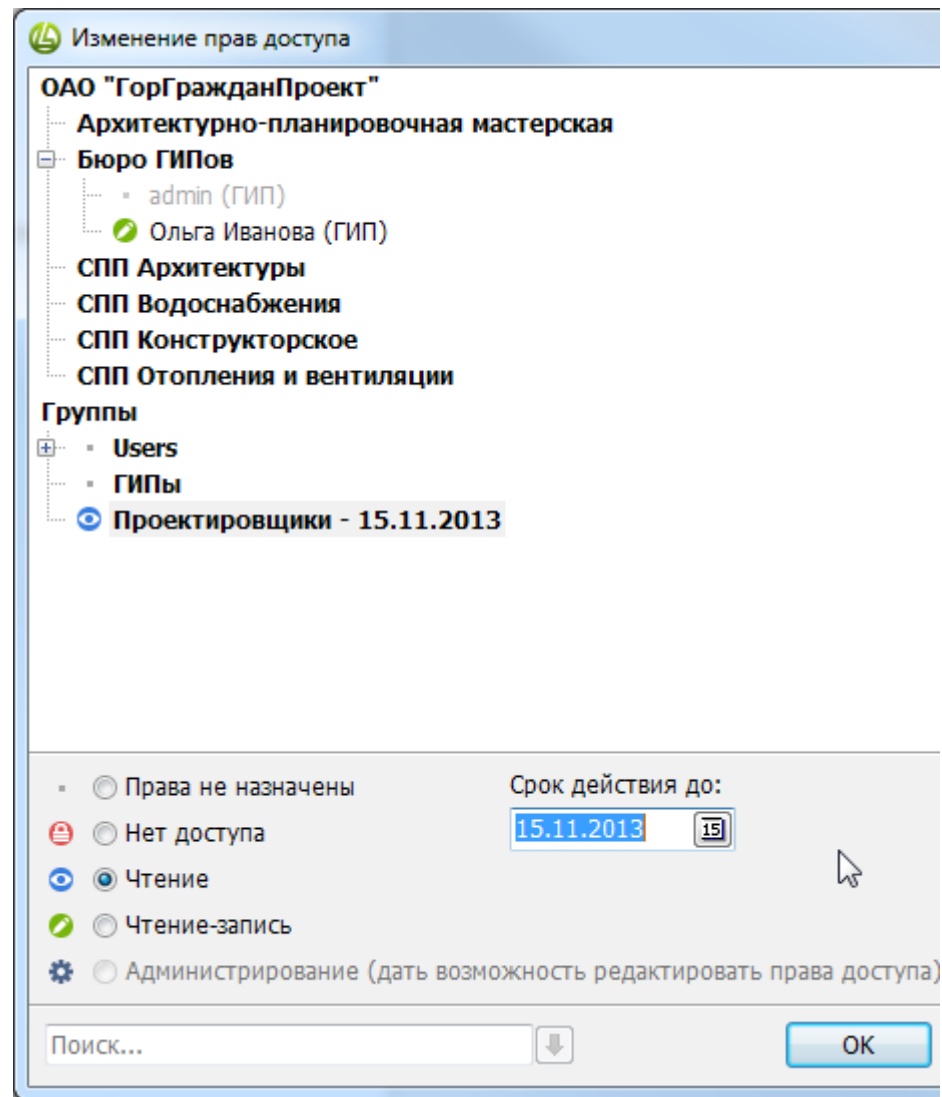 Изменение прав доступа
ОАО "ГорГражданПроект"
Архитектурно-планировочная мастерская
Бюро ГИПов
admin (ГИП)
Ольга Иванова (ГИП)
СПП Архитектуры
СПП Водоснабжения
СПП Конструкторское
СПП Отопления и вентиляции
Группы
Users
ГИПы
Проектировщики - 15.11.2013
Права не назначены
Срок действия до:
Нет доступа
15.11.2013
15
Чтение
Чтение-запись
Администрирование (дать возможность редактировать права доступа)
Поиск...
OK